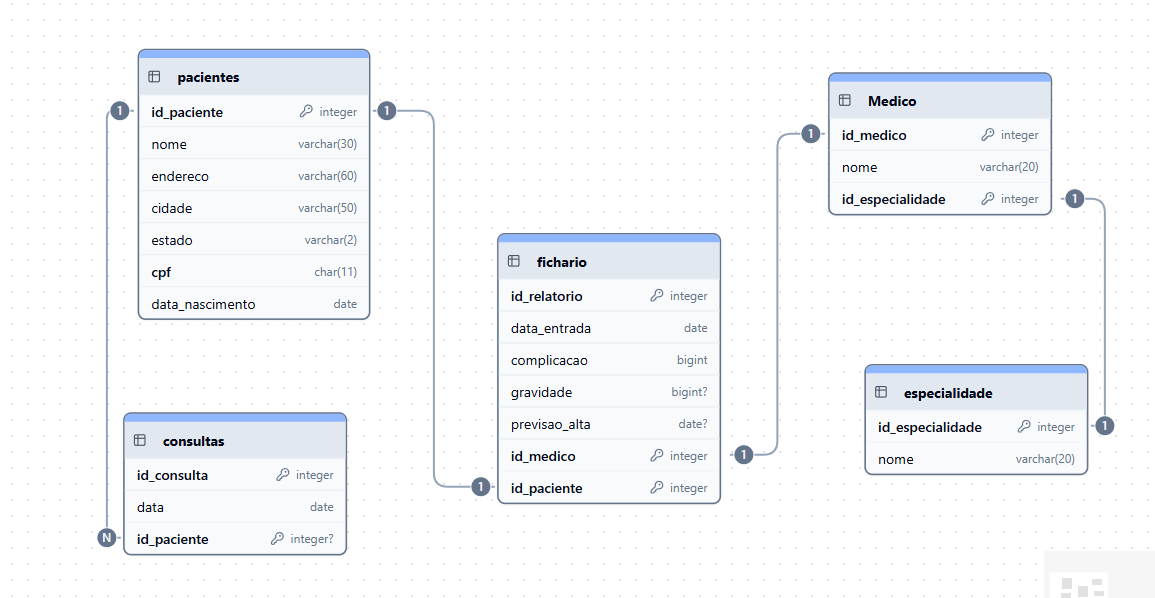 pacientes
id_paciente integer
nome varchar(30)
endereco varchar(60)
cidade varchar(50)
estado varchar(2)
cpf char(11)
data_nascimento date
1
1
consultas
id_consulta integer
data date
id_paciente integer?
N
fichario
id_relatorio integer
data_entrada date
complicacao bigint
gravidade bigint?
previsao_alta date?
id_medico integer
id_paciente integer
1
1
Medico
id_medico integer
nome varchar(20)
id_especialidade integer
1
1
especialidade
id_especialidade integer
nome varchar(20)
1